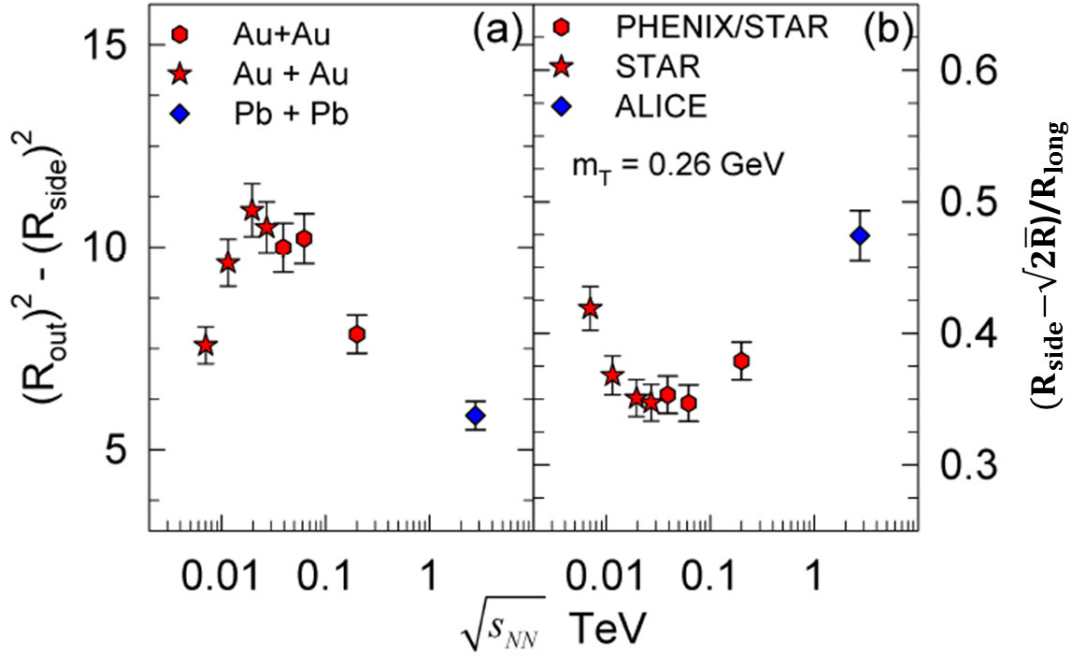 (R_out)² - (R_side)²
15
10
5
(a)
Au+Au
Au + Au
Pb + Pb
0.01 0.1 1
(b)
PHENIX/STAR
STAR
ALICE
m_T = 0.26 GeV
0.01 0.1 1
0.6
0.5
0.4
0.3
(R_side − √2R̅)/R_long
√s_NN TeV